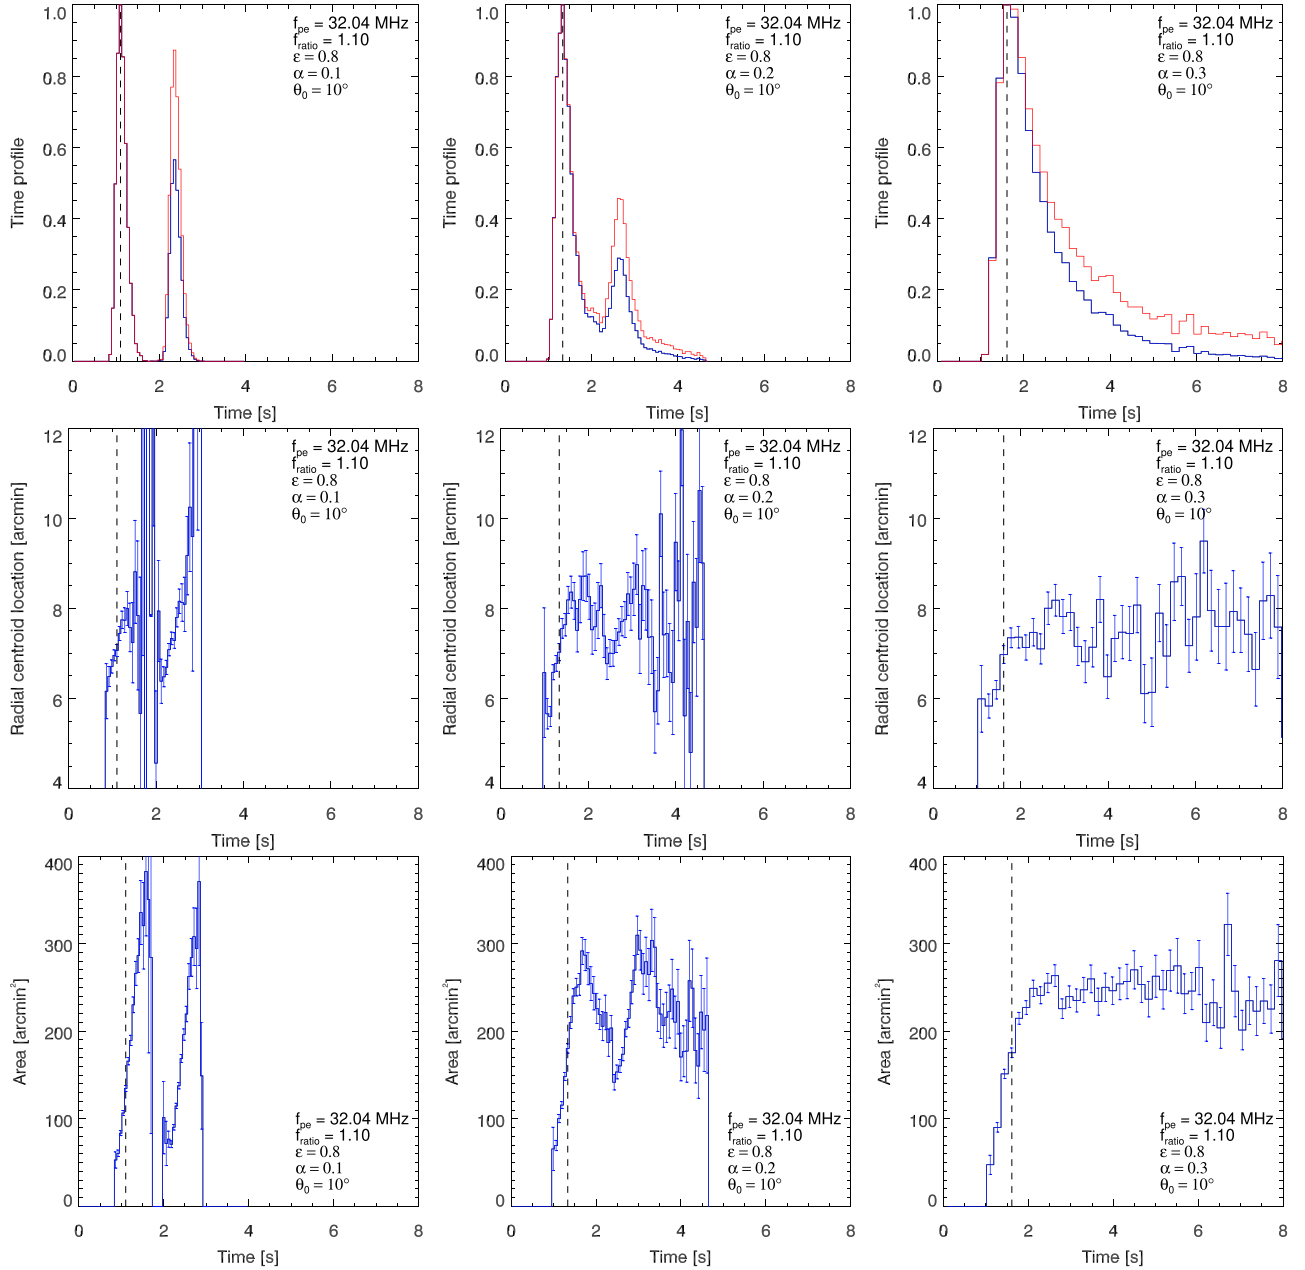 Time profile
1.0
0.8
0.6
0.4
0.2
0.0
0 2 4 6 8
Time [s]
f_pe = 32.04 MHz
f_ratio = 1.10
ε = 0.8
α = 0.1
θ_0 = 10°
Time profile
1.0
0.8
0.6
0.4
0.2
0.0
0 2 4 6 8
Time [s]
f_pe = 32.04 MHz
f_ratio = 1.10
ε = 0.8
α = 0.2
θ_0 = 10°
Time profile
1.0
0.8
0.6
0.4
0.2
0.0
0 2 4 6 8
Time [s]
f_pe = 32.04 MHz
f_ratio = 1.10
ε = 0.8
α = 0.3
θ_0 = 10°
Radial centroid location [arcmin]
12
10
8
6
4
0 2 4 6 8
Time [s]
f_pe = 32.04 MHz
f_ratio = 1.10
ε = 0.8
α = 0.1
θ_0 = 10°
Radial centroid location [arcmin]
12
10
8
6
4
0 2 4 6 8
Time [s]
f_pe = 32.04 MHz
f_ratio = 1.10
ε = 0.8
α = 0.2
θ_0 = 10°
Radial centroid location [arcmin]
12
10
8
6
4
0 2 4 6 8
Time [s]
f_pe = 32.04 MHz
f_ratio = 1.10
ε = 0.8
α = 0.3
θ_0 = 10°
Area [arcmin²]
400
300
200
100
0
0 2 4 6 8
Time [s]
f_pe = 32.04 MHz
f_ratio = 1.10
ε = 0.8
α = 0.1
θ_0 = 10°
Area [arcmin²]
400
300
200
100
0
0 2 4 6 8
Time [s]
f_pe = 32.04 MHz
f_ratio = 1.10
ε = 0.8
α = 0.2
θ_0 = 10°
Area [arcmin²]
400
300
200
100
0
0 2 4 6 8
Time [s]
f_pe = 32.04 MHz
f_ratio = 1.10
ε = 0.8
α = 0.3
θ_0 = 10°